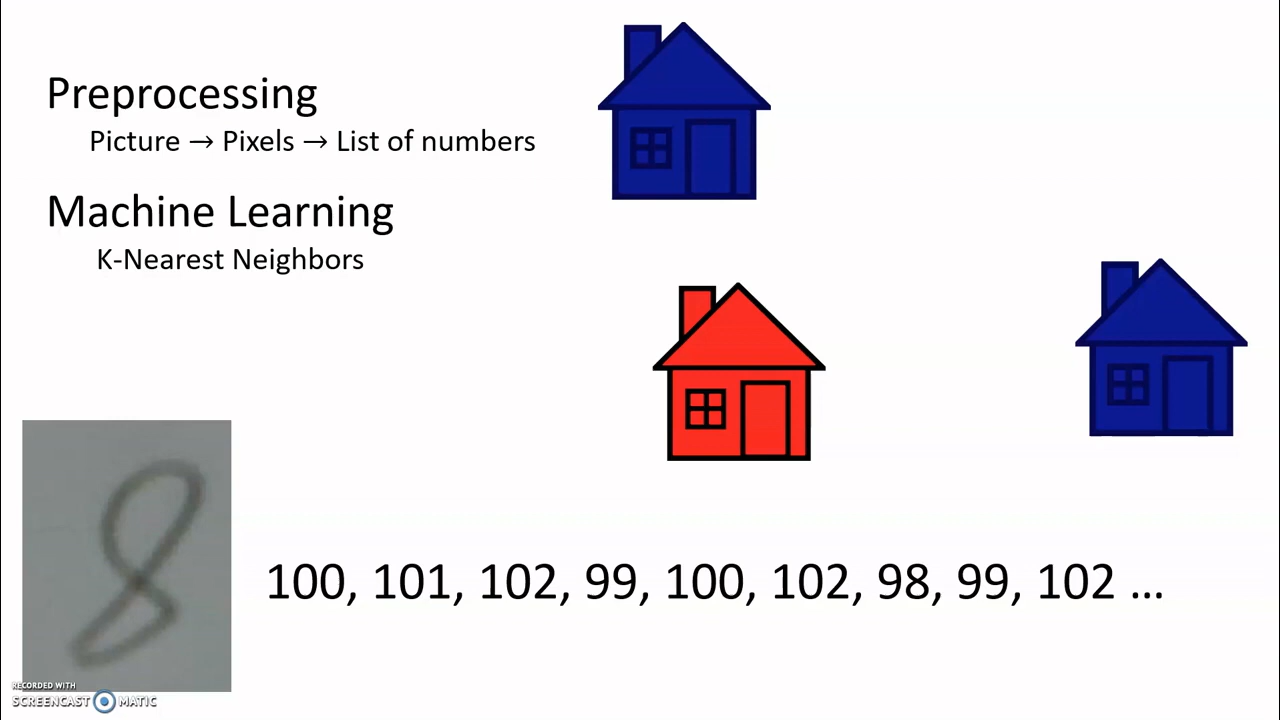 Preprocessing
Picture → Pixels → List of numbers
Machine Learning
K-Nearest Neighbors
8
100, 101, 102, 99, 100, 102, 98, 99, 102 ...
RECORDED WITH
SCREENCAST MATIC